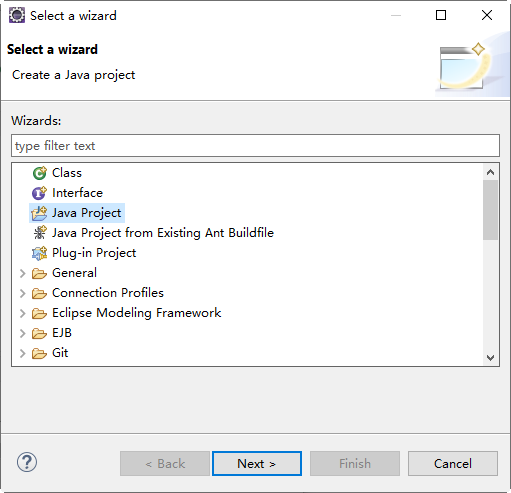 Select a wizard
Select a wizard
Create a Java project
Wizards:
type filter text
Class
Interface
Java Project
Java Project from Existing Ant Buildfile
Plug-in Project
General
Connection Profiles
Eclipse Modeling Framework
EJB
Git
?
< Back
Next >
Finish
Cancel